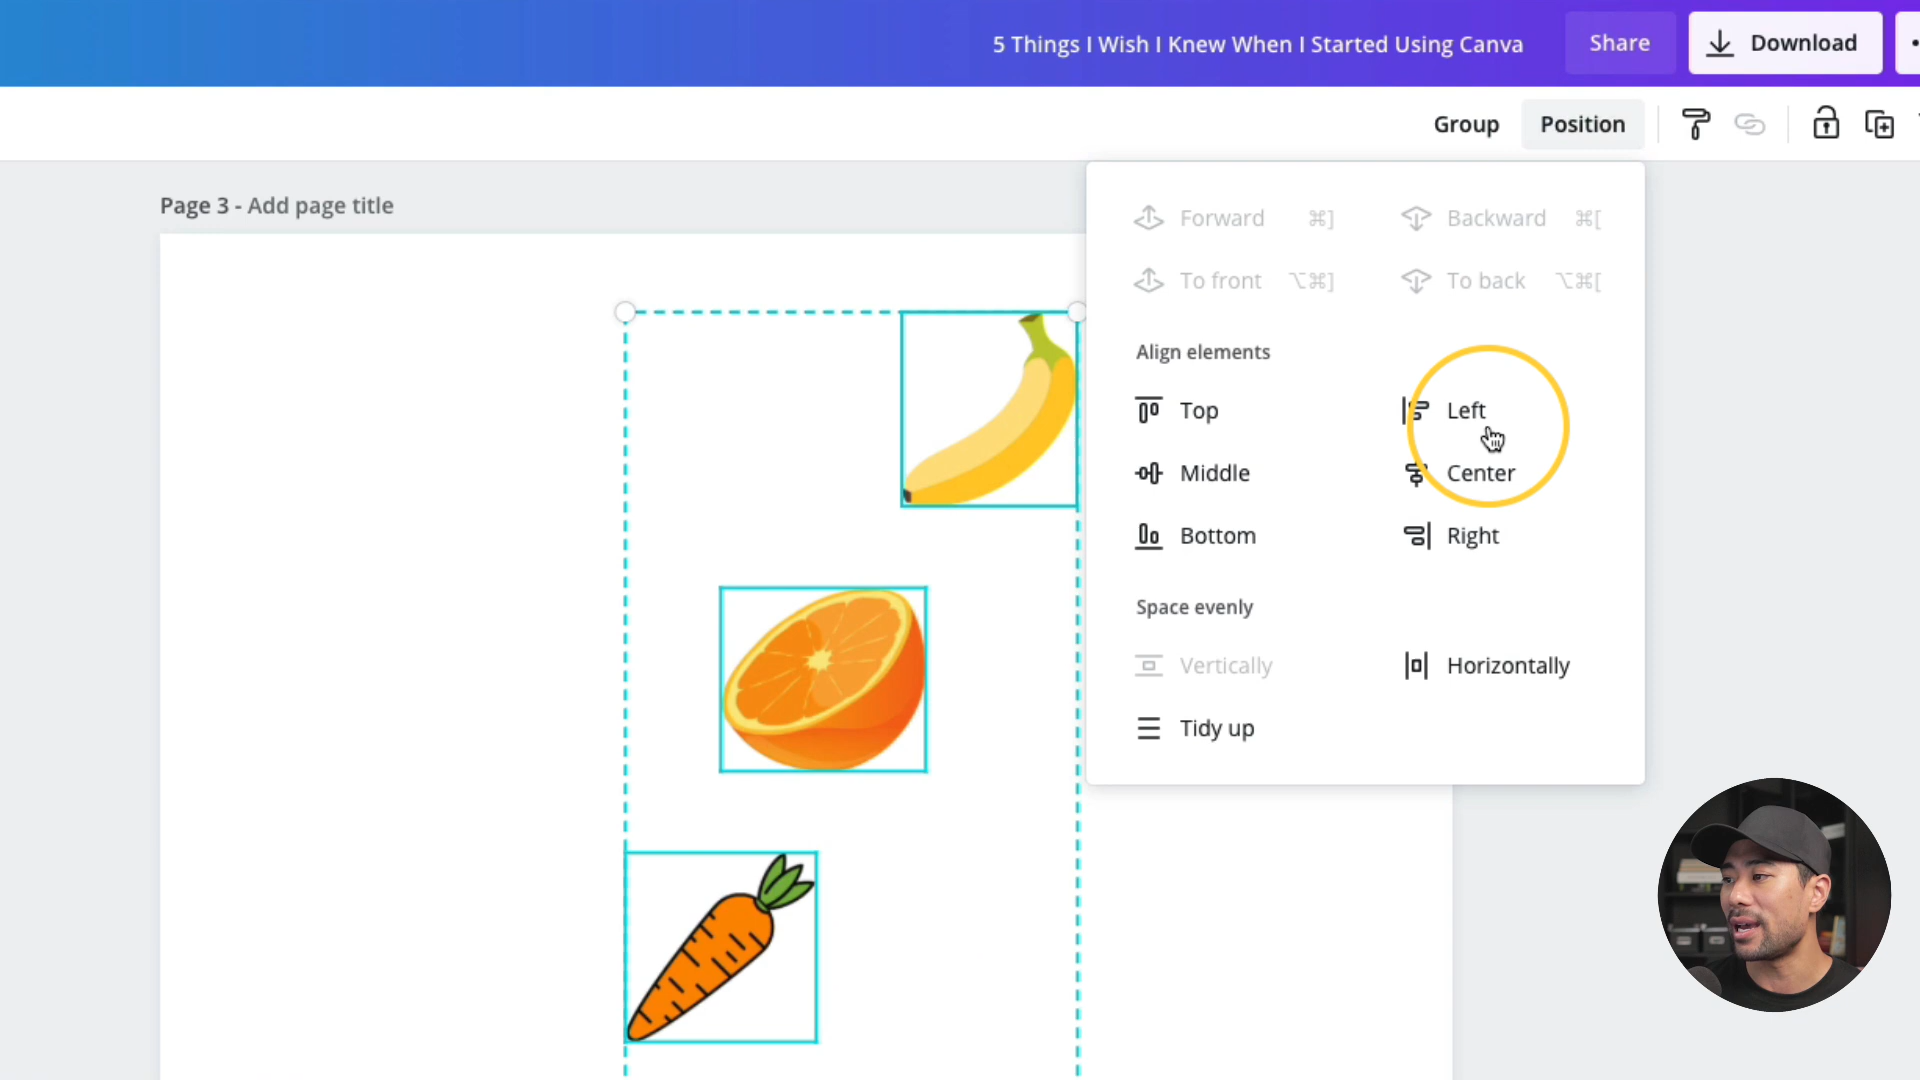 5 Things I Wish I Knew When I Started Using Canva Share Download
Group Position
Page 3 - Add page title
Forward ⌘] Backward ⌘[
To front ⌥⌘] To back ⌥⌘[
Align elements
Top Left
Middle Center
Bottom Right
Space evenly
Vertically Horizontally
Tidy up